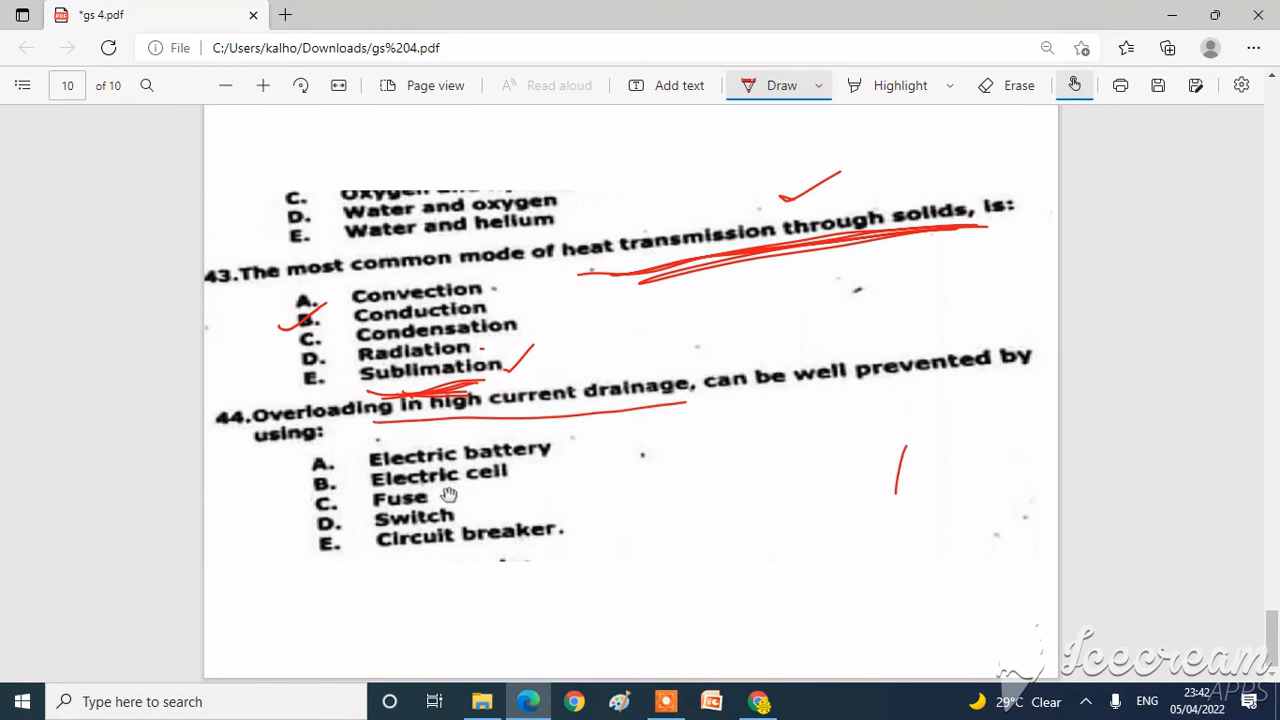 *gs 4.pdf
File
C:/Users/kalho/Downloads/gs%204.pdf
10 of 10
Page view
Read aloud
Add text
Draw
Highlight
Erase
C.
D. Water and oxygen
E. Water and helium
43.The most common mode of heat transmission through solids, is:
A. Convection
B. Conduction
C. Condensation
D. Radiation
E. Sublimation
44.Overloading in high current drainage, can be well prevented by
using:
A. Electric battery
B. Electric cell
C. Fuse
D. Switch
E. Circuit breaker.
Icecream
APPS
Type here to search
29°C Clear
ENG
23:42
05/04/2022